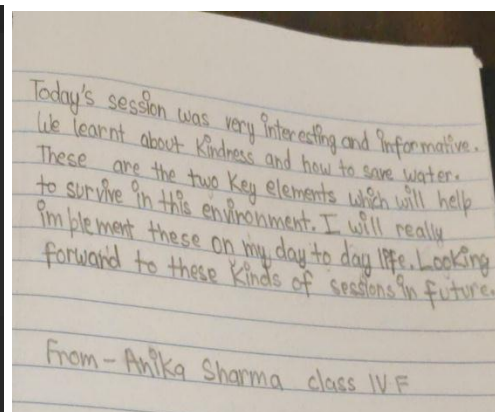 Today's session was very interesting and informative.
We learnt about Kindness and how to save water.
These are the two key elements which will help
to survive in this environment. I will really
implement these on my day to day life. Looking
forward to these kinds of sessions in future.
From - Anika Sharma class IV F